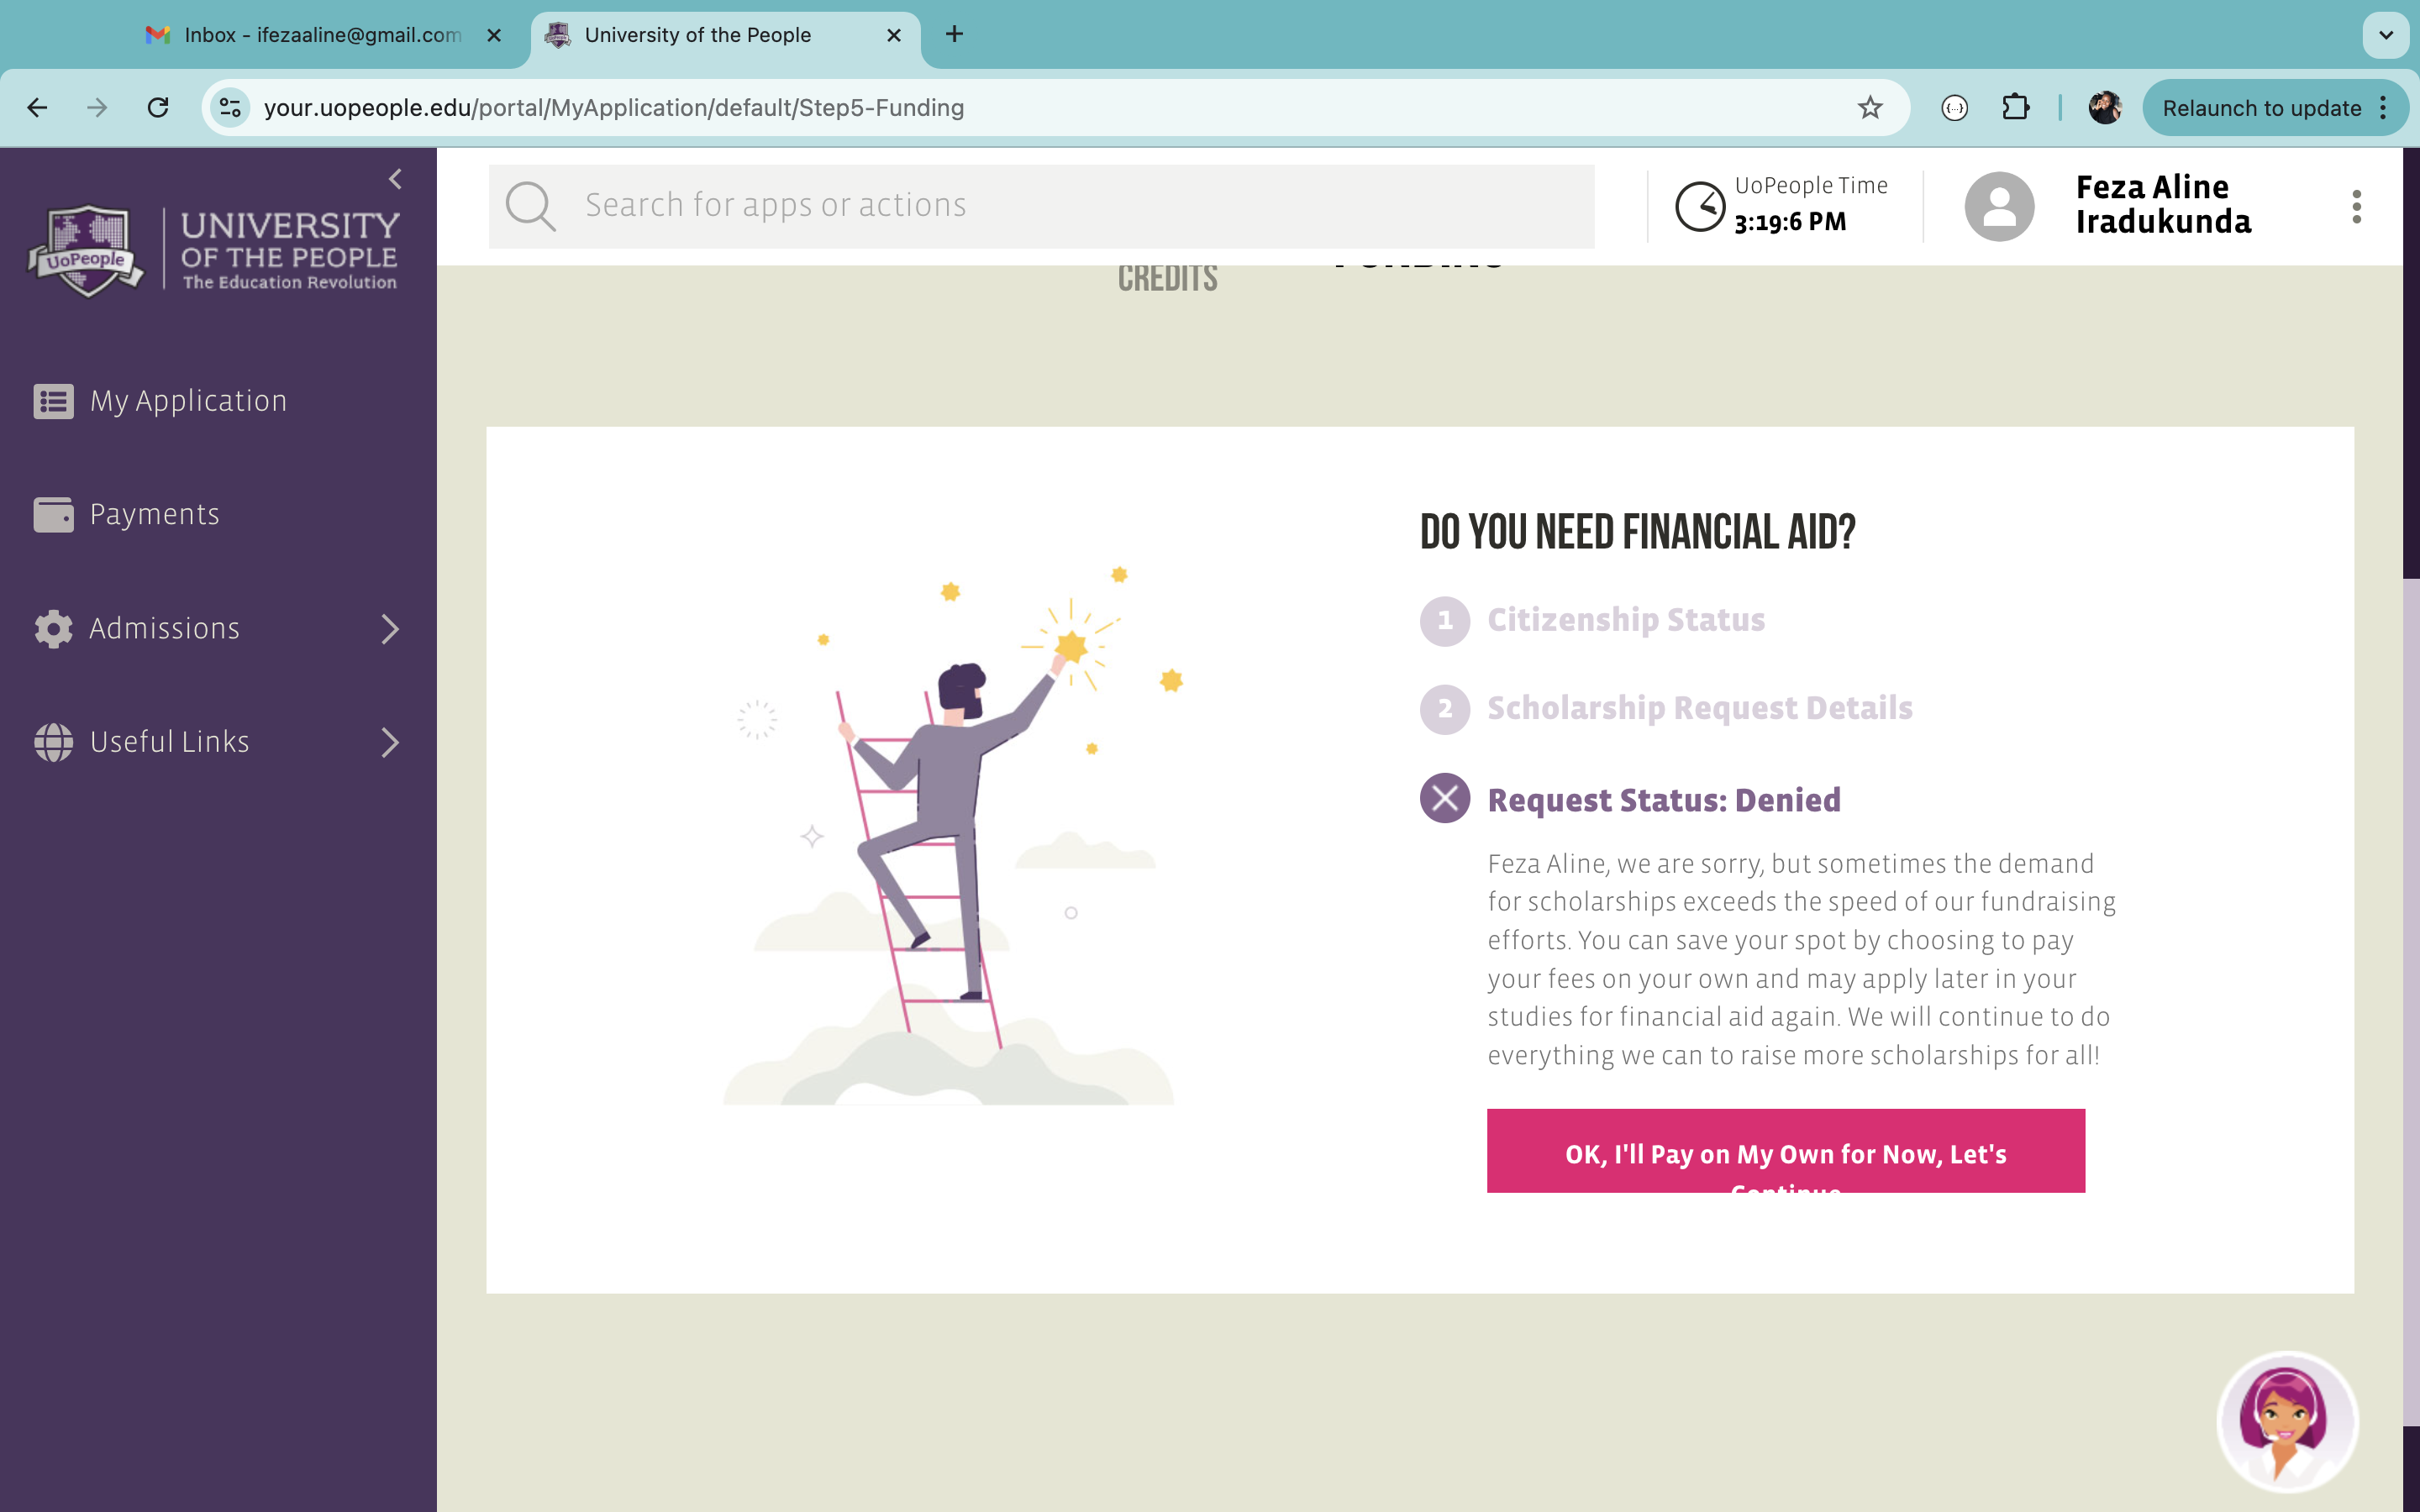 Inbox - ifezaaline@gmail.com
University of the People
your.uopeople.edu/portal/MyApplication/default/Step5-Funding
Relaunch to update
UoPeople
UNIVERSITY
OF THE PEOPLE
The Education Revolution
Search for apps or actions
UoPeople Time
3:19:6 PM
Feza Aline
Iradukunda
My Application
Payments
Admissions
Useful Links
CREDITS
DO YOU NEED FINANCIAL AID?
1 Citizenship Status
2 Scholarship Request Details
Request Status: Denied
Feza Aline, we are sorry, but sometimes the demand
for scholarships exceeds the speed of our fundraising
efforts. You can save your spot by choosing to pay
your fees on your own and may apply later in your
studies for financial aid again. We will continue to do
everything we can to raise more scholarships for all!
OK, I'll Pay on My Own for Now, Let's
Continue